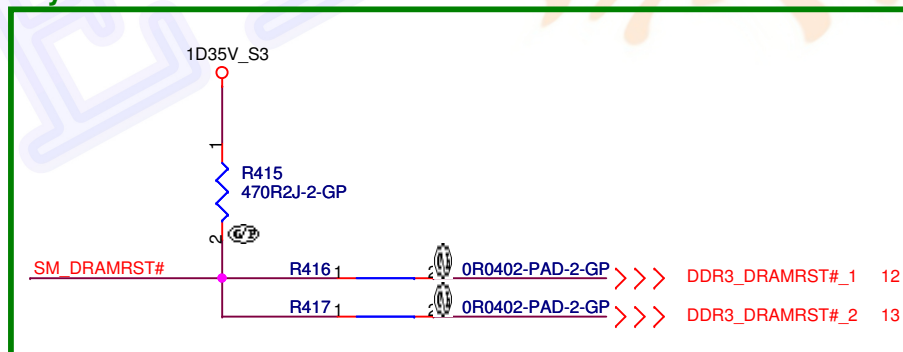 1D35V_S3
1
R415
470R2J-2-GP
2 G/P
SM_DRAMRST#
R416 1 2 0R0402-PAD-2-GP DDR3_DRAMRST#_1 12
R417 1 2 0R0402-PAD-2-GP DDR3_DRAMRST#_2 13